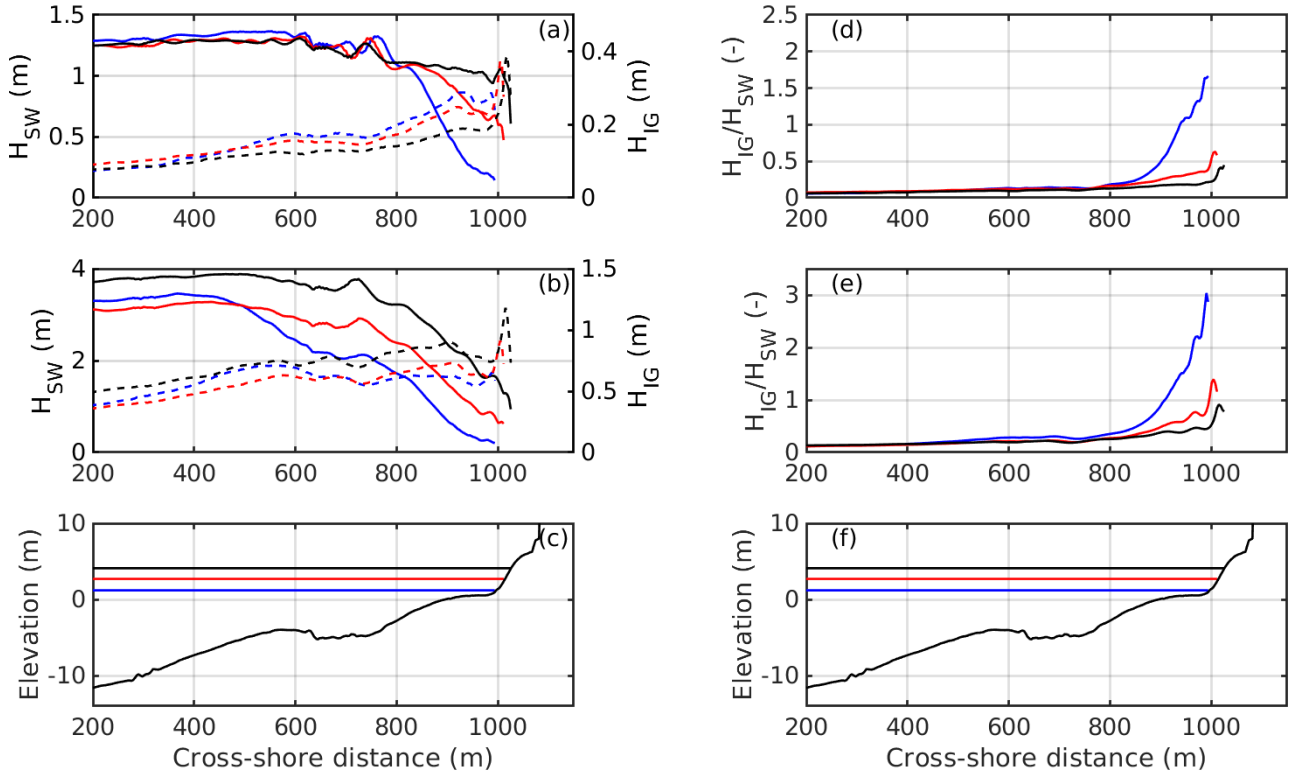 (a)
H_SW (m)
1.5
1
0.5
0
0.4
0.2
0
H_IG (m)
200 400 600 800 1000
(d)
H_IG/H_SW (-)
2.5
2
1.5
1
0.5
0
200 400 600 800 1000
(b)
H_SW (m)
4
2
0
1.5
1
0.5
0
H_IG (m)
200 400 600 800 1000
(e)
H_IG/H_SW (-)
3
2
1
0
200 400 600 800 1000
(c)
Elevation (m)
10
0
-10
200 400 600 800 1000
Cross-shore distance (m)
(f)
Elevation (m)
10
0
-10
200 400 600 800 1000
Cross-shore distance (m)